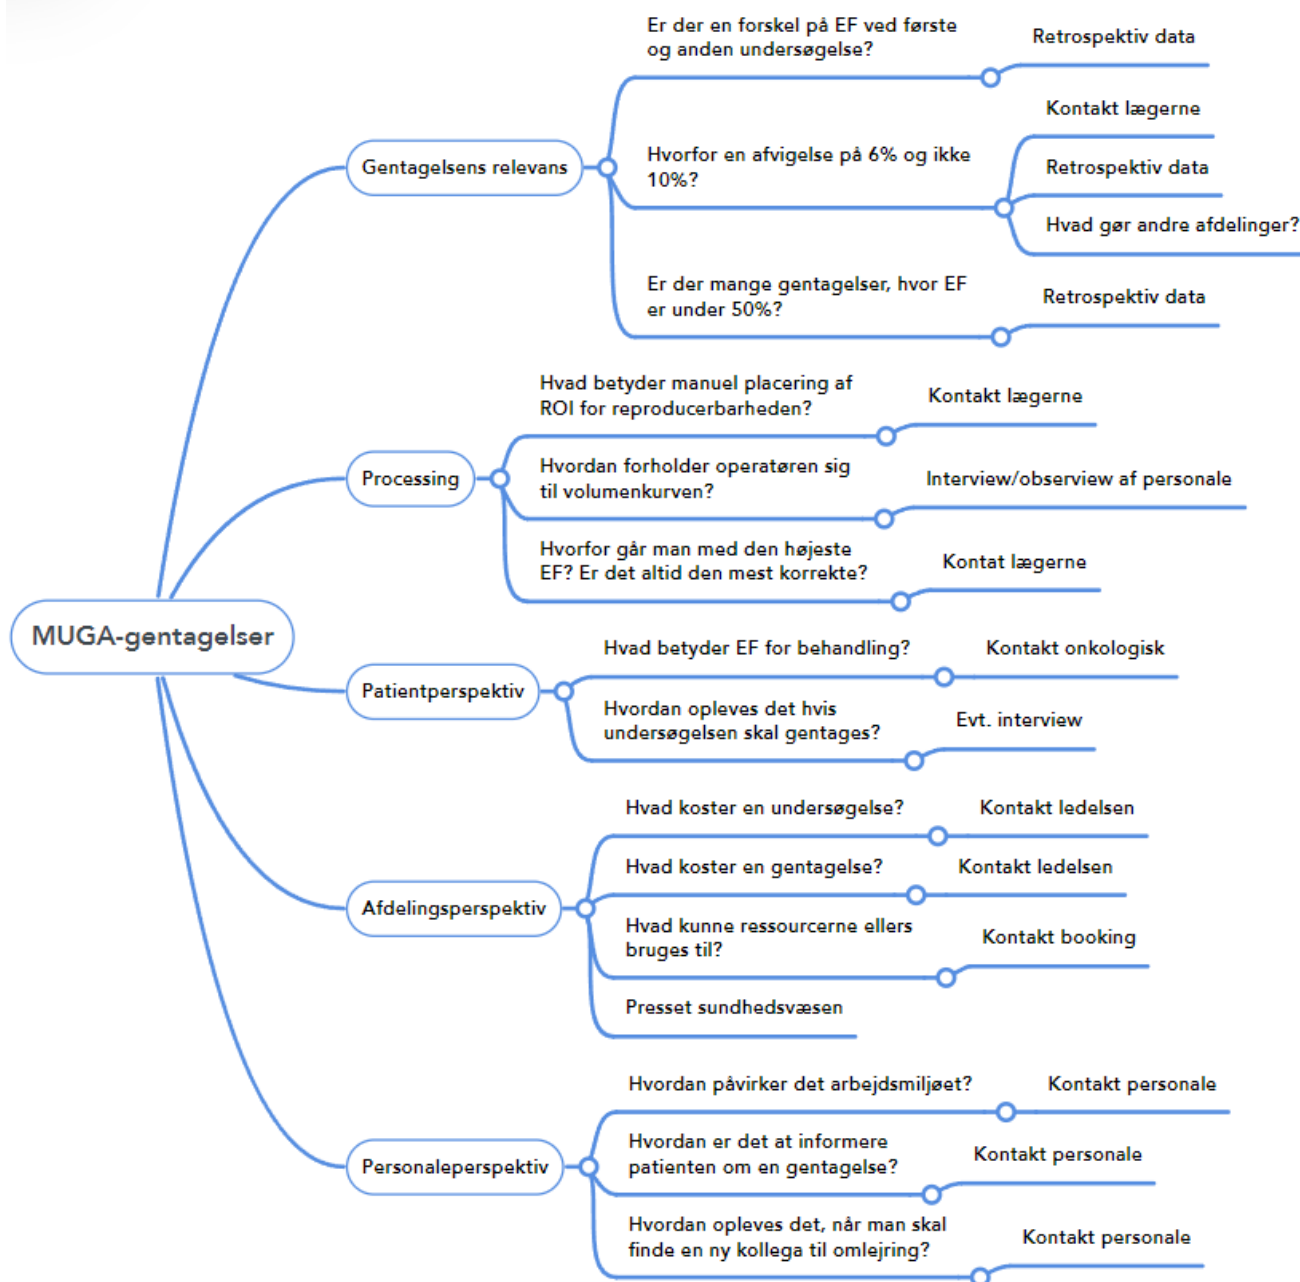 MUGA-gentagelser
Gentagelsens relevans
Er der en forskel på EF ved første
og anden undersøgelse?
Retrospektiv data
Hvorfor en afvigelse på 6% og ikke
10%?
Kontakt lægerne
Retrospektiv data
Hvad gør andre afdelinger?
Er der mange gentagelser, hvor EF
er under 50%?
Retrospektiv data
Processing
Hvad betyder manuel placering af
ROI for reproducerbarheden?
Kontakt lægerne
Hvordan forholder operatøren sig
til volumenkurven?
Interview/obserview af personale
Hvorfor går man med den højeste
EF? Er det altid den mest korrekte?
Kontat lægerne
Patientperspektiv
Hvad betyder EF for behandling?
Kontakt onkologisk
Hvordan opleves det hvis
undersøgelsen skal gentages?
Evt. interview
Afdelingsperspektiv
Hvad koster en undersøgelse?
Kontakt ledelsen
Hvad koster en gentagelse?
Kontakt ledelsen
Hvad kunne ressourcerne ellers
bruges til?
Kontakt booking
Presset sundhedsvæsen
Personaleperspektiv
Hvordan påvirker det arbejdsmiljøet?
Kontakt personale
Hvordan er det at informere
patienten om en gentagelse?
Kontakt personale
Hvordan opleves det, når man skal
finde en ny kollega til omlejring?
Kontakt personale